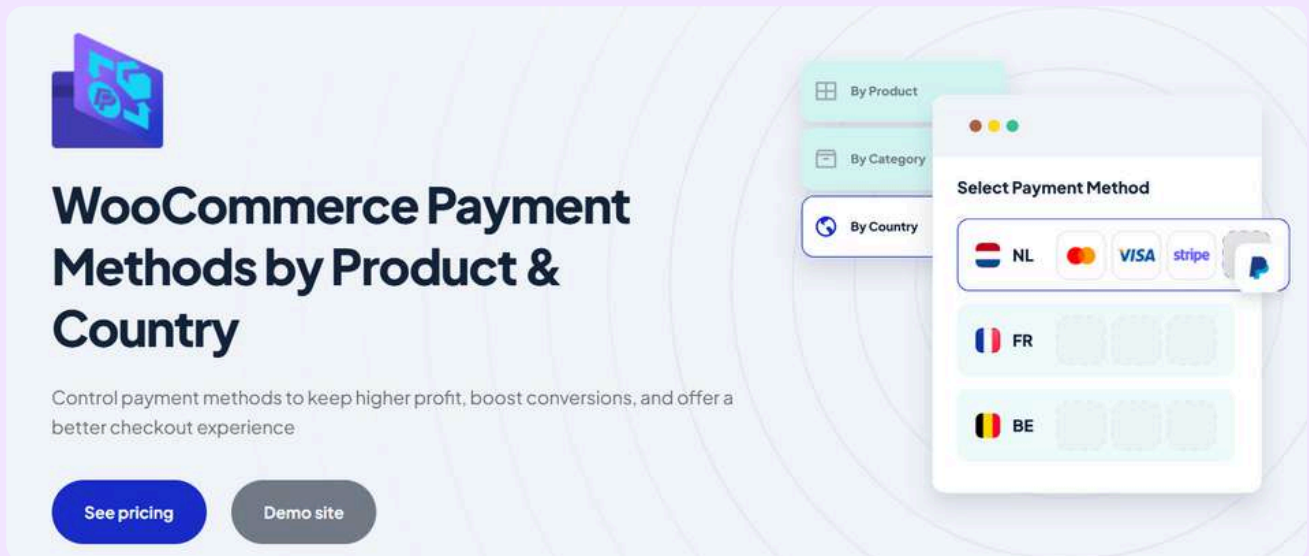 WooCommerce Payment
Methods by Product &
Country
Control payment methods to keep higher profit, boost conversions, and offer a
better checkout experience
See pricing
Demo site
By Product
By Category
By Country
Select Payment Method
NL
VISA
stripe
FR
BE